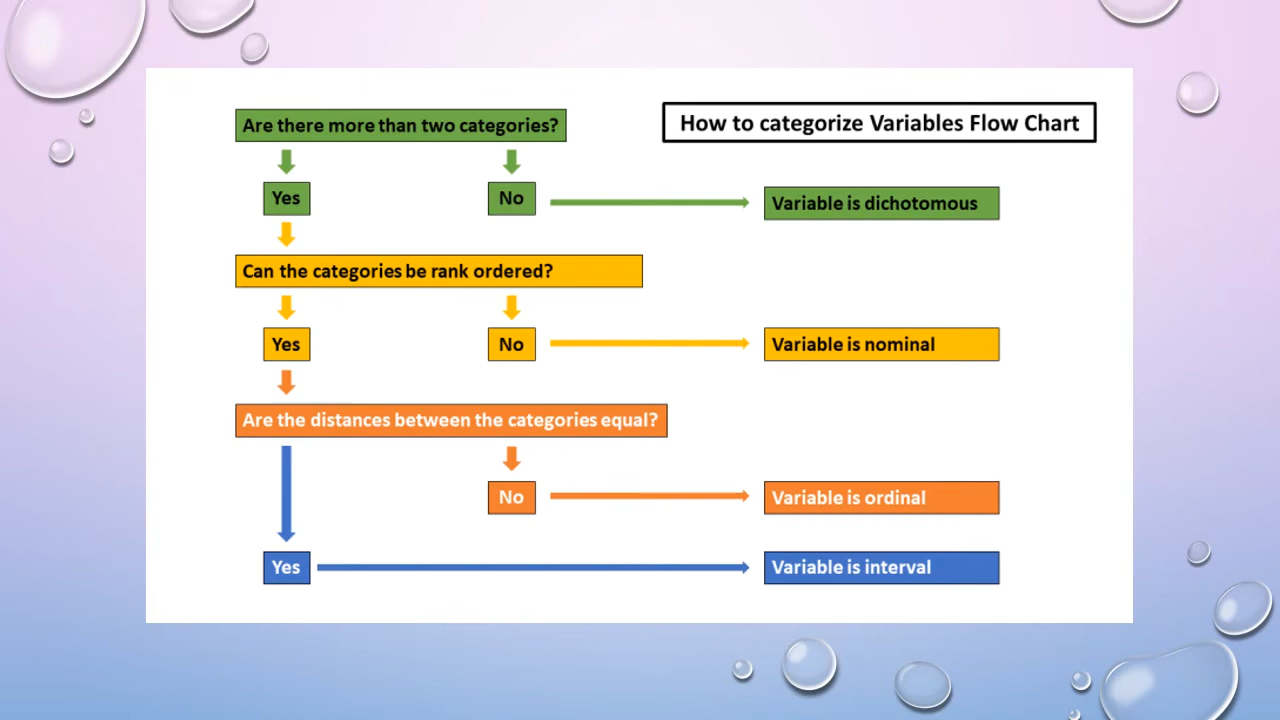 Are there more than two categories?
How to categorize Variables Flow Chart
Yes
No
Variable is dichotomous
Can the categories be rank ordered?
Yes
No
Variable is nominal
Are the distances between the categories equal?
No
Variable is ordinal
Yes
Variable is interval